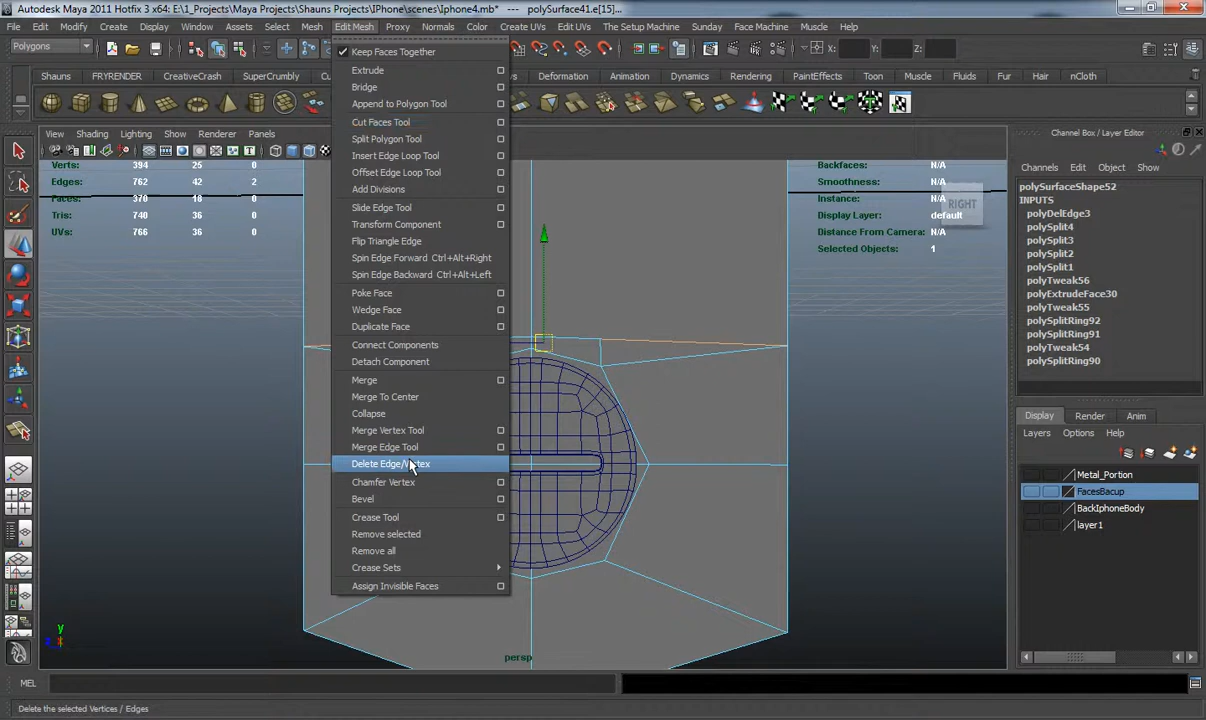 Autodesk Maya 2011 Hotfix 3 x64: E:\1_Projects\Maya Projects\Shauns Projects\IPhone\scenes\Iphone4.mb* --- polySurface41.e[15]...
File Edit Modify Create Display Window Assets Select Mesh Edit Mesh Proxy Normals Color Create UVs Edit UVs The Setup Machine Muscle Help
Polygons X: Y: Z:
Shauns FRYRENDER CreativeCrash SuperCrumbly Deformation Animation Dynamics Rendering PaintEffects Toon Muscle Fluids Fur Hair nCloth
View Shading Lighting Show Renderer Panels
Verts: 394 26 0
Edges: 762 42 2
Faces: 370 18 0
Tris: 740 36 0
UVs: 766 36 0
Keep Faces Together
Extrude
Bridge
Append to Polygon Tool
Cut Faces Tool
Split Polygon Tool
Insert Edge Loop Tool
Offset Edge Loop Tool
Add Divisions
Slide Edge Tool
Transform Component
Flip Triangle Edge
Spin Edge Forward Ctrl+Alt+Right
Spin Edge Backward Ctrl+Alt+Left
Poke Face
Wedge Face
Duplicate Face
Connect Components
Detach Component
Merge
Merge To Center
Collapse
Merge Vertex Tool
Merge Edge Tool
Delete Edge/Vertex
Chamfer Vertex
Bevel
Crease Tool
Remove selected
Remove all
Crease Sets
Assign Invisible Faces
Backfaces: N/A
Smoothness: N/A
Instance: N/A
Display Layer: default
Distance From Camera: N/A
Selected Objects: 1
RIGHT
persp
y
Channel Box / Layer Editor
Channels Edit Object Show
polySurfaceShape52
INPUTS
polyDelEdge3
polySplit4
polySplit3
polySplit2
polySplit1
polyTweak56
polyExtrudeFace30
polyTweak55
polySplitRing92
polyTweak54
polySplitRing90
Display Render Anim
Layers Options Help
Metal_Portion
FacesBacup
BackIphoneBody
layer1
MEL
Delete the selected Vertices / Edges